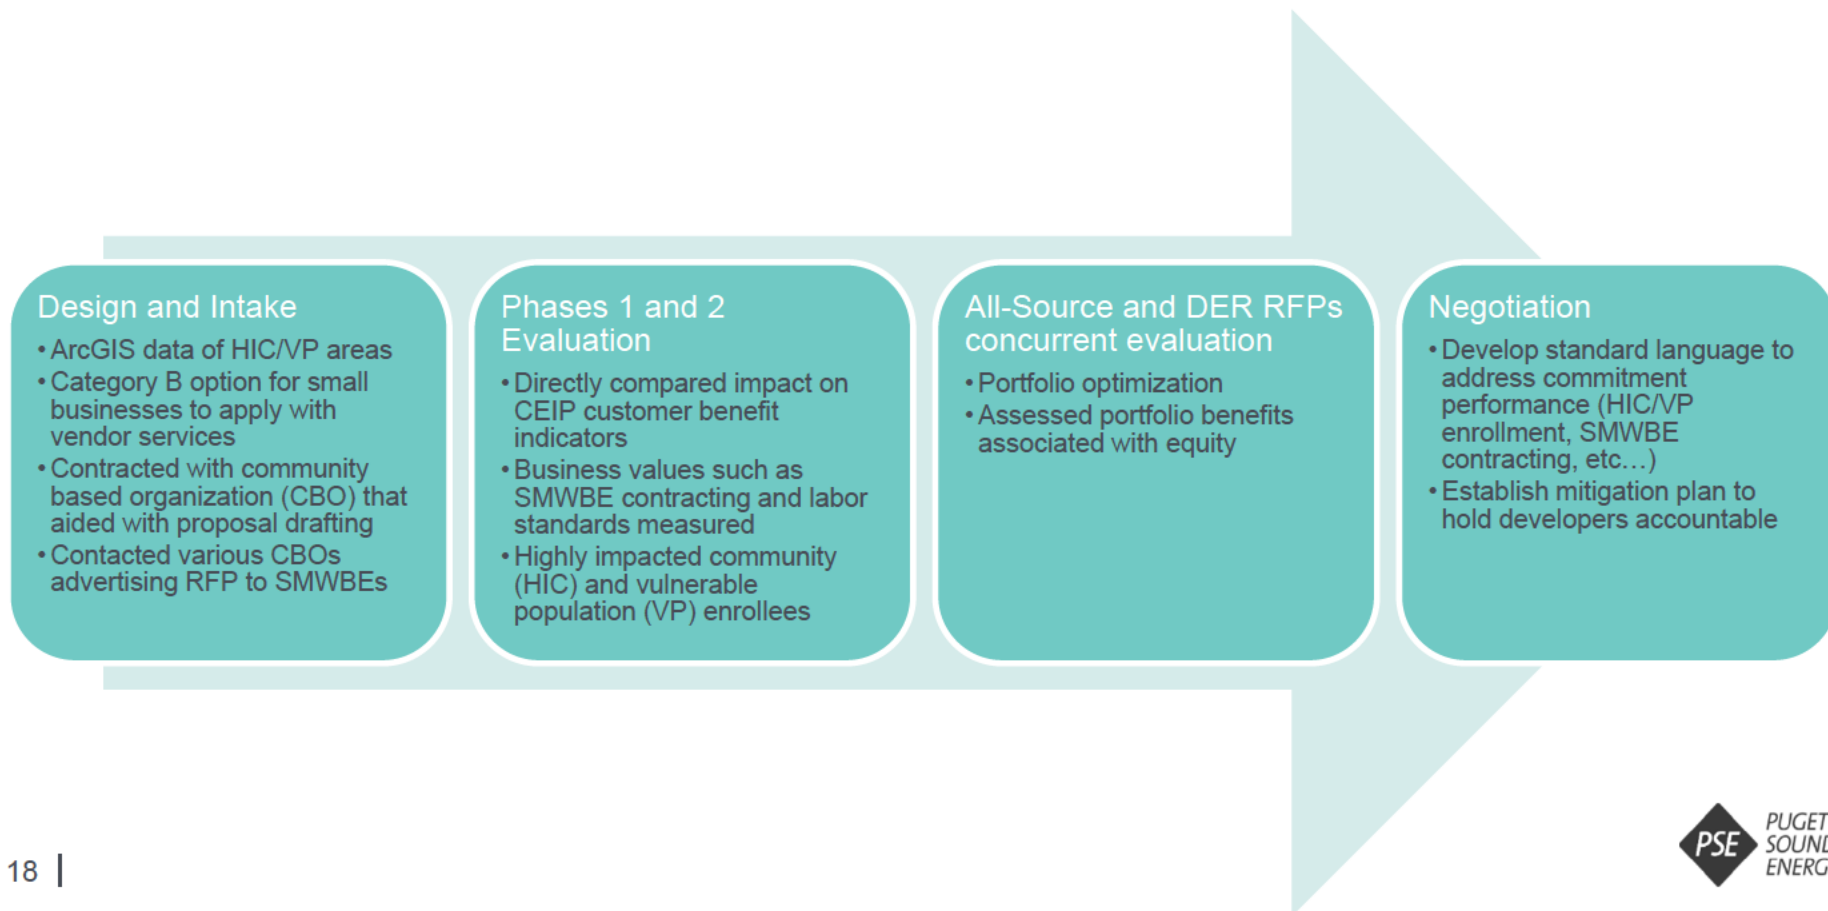 Design and Intake
• ArcGIS data of HIC/VP areas
• Category B option for small
businesses to apply with
vendor services
• Contracted with community
based organization (CBO) that
aided with proposal drafting
• Contacted various CBOs
advertising RFP to SMWBEs
Phases 1 and 2
Evaluation
• Directly compared impact on
CEIP customer benefit
indicators
• Business values such as
SMWBE contracting and labor
standards measured
• Highly impacted community
(HIC) and vulnerable
population (VP) enrollees
All-Source and DER RFPs
concurrent evaluation
• Portfolio optimization
• Assessed portfolio benefits
associated with equity
Negotiation
• Develop standard language to
address commitment
performance (HIC/VP
enrollment, SMWBE
contracting, etc…)
• Establish mitigation plan to
hold developers accountable
18
PSE
PUGET
SOUND
ENERG